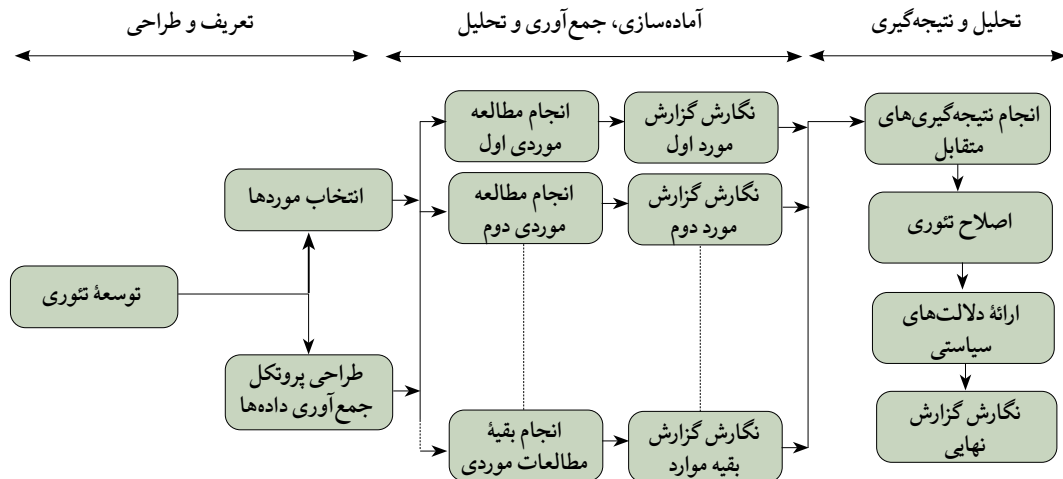 تعریف و طراحی
آماده‌سازی، جمع‌آوری و تحلیل
تحلیل و نتیجه‌گیری
توسعهٔ تئوری
انتخاب موردها
طراحی پروتکل
جمع‌آوری داده‌ها
انجام مطالعه
موردی اول
نگارش گزارش
مورد اول
انجام مطالعه
موردی دوم
نگارش گزارش
مورد دوم
انجام بقیهٔ
مطالعات موردی
نگارش گزارش
بقیه موارد
انجام نتیجه‌گیری‌های
متقابل
اصلاح تئوری
ارائهٔ دلالت‌های
سیاستی
نگارش گزارش
نهایی